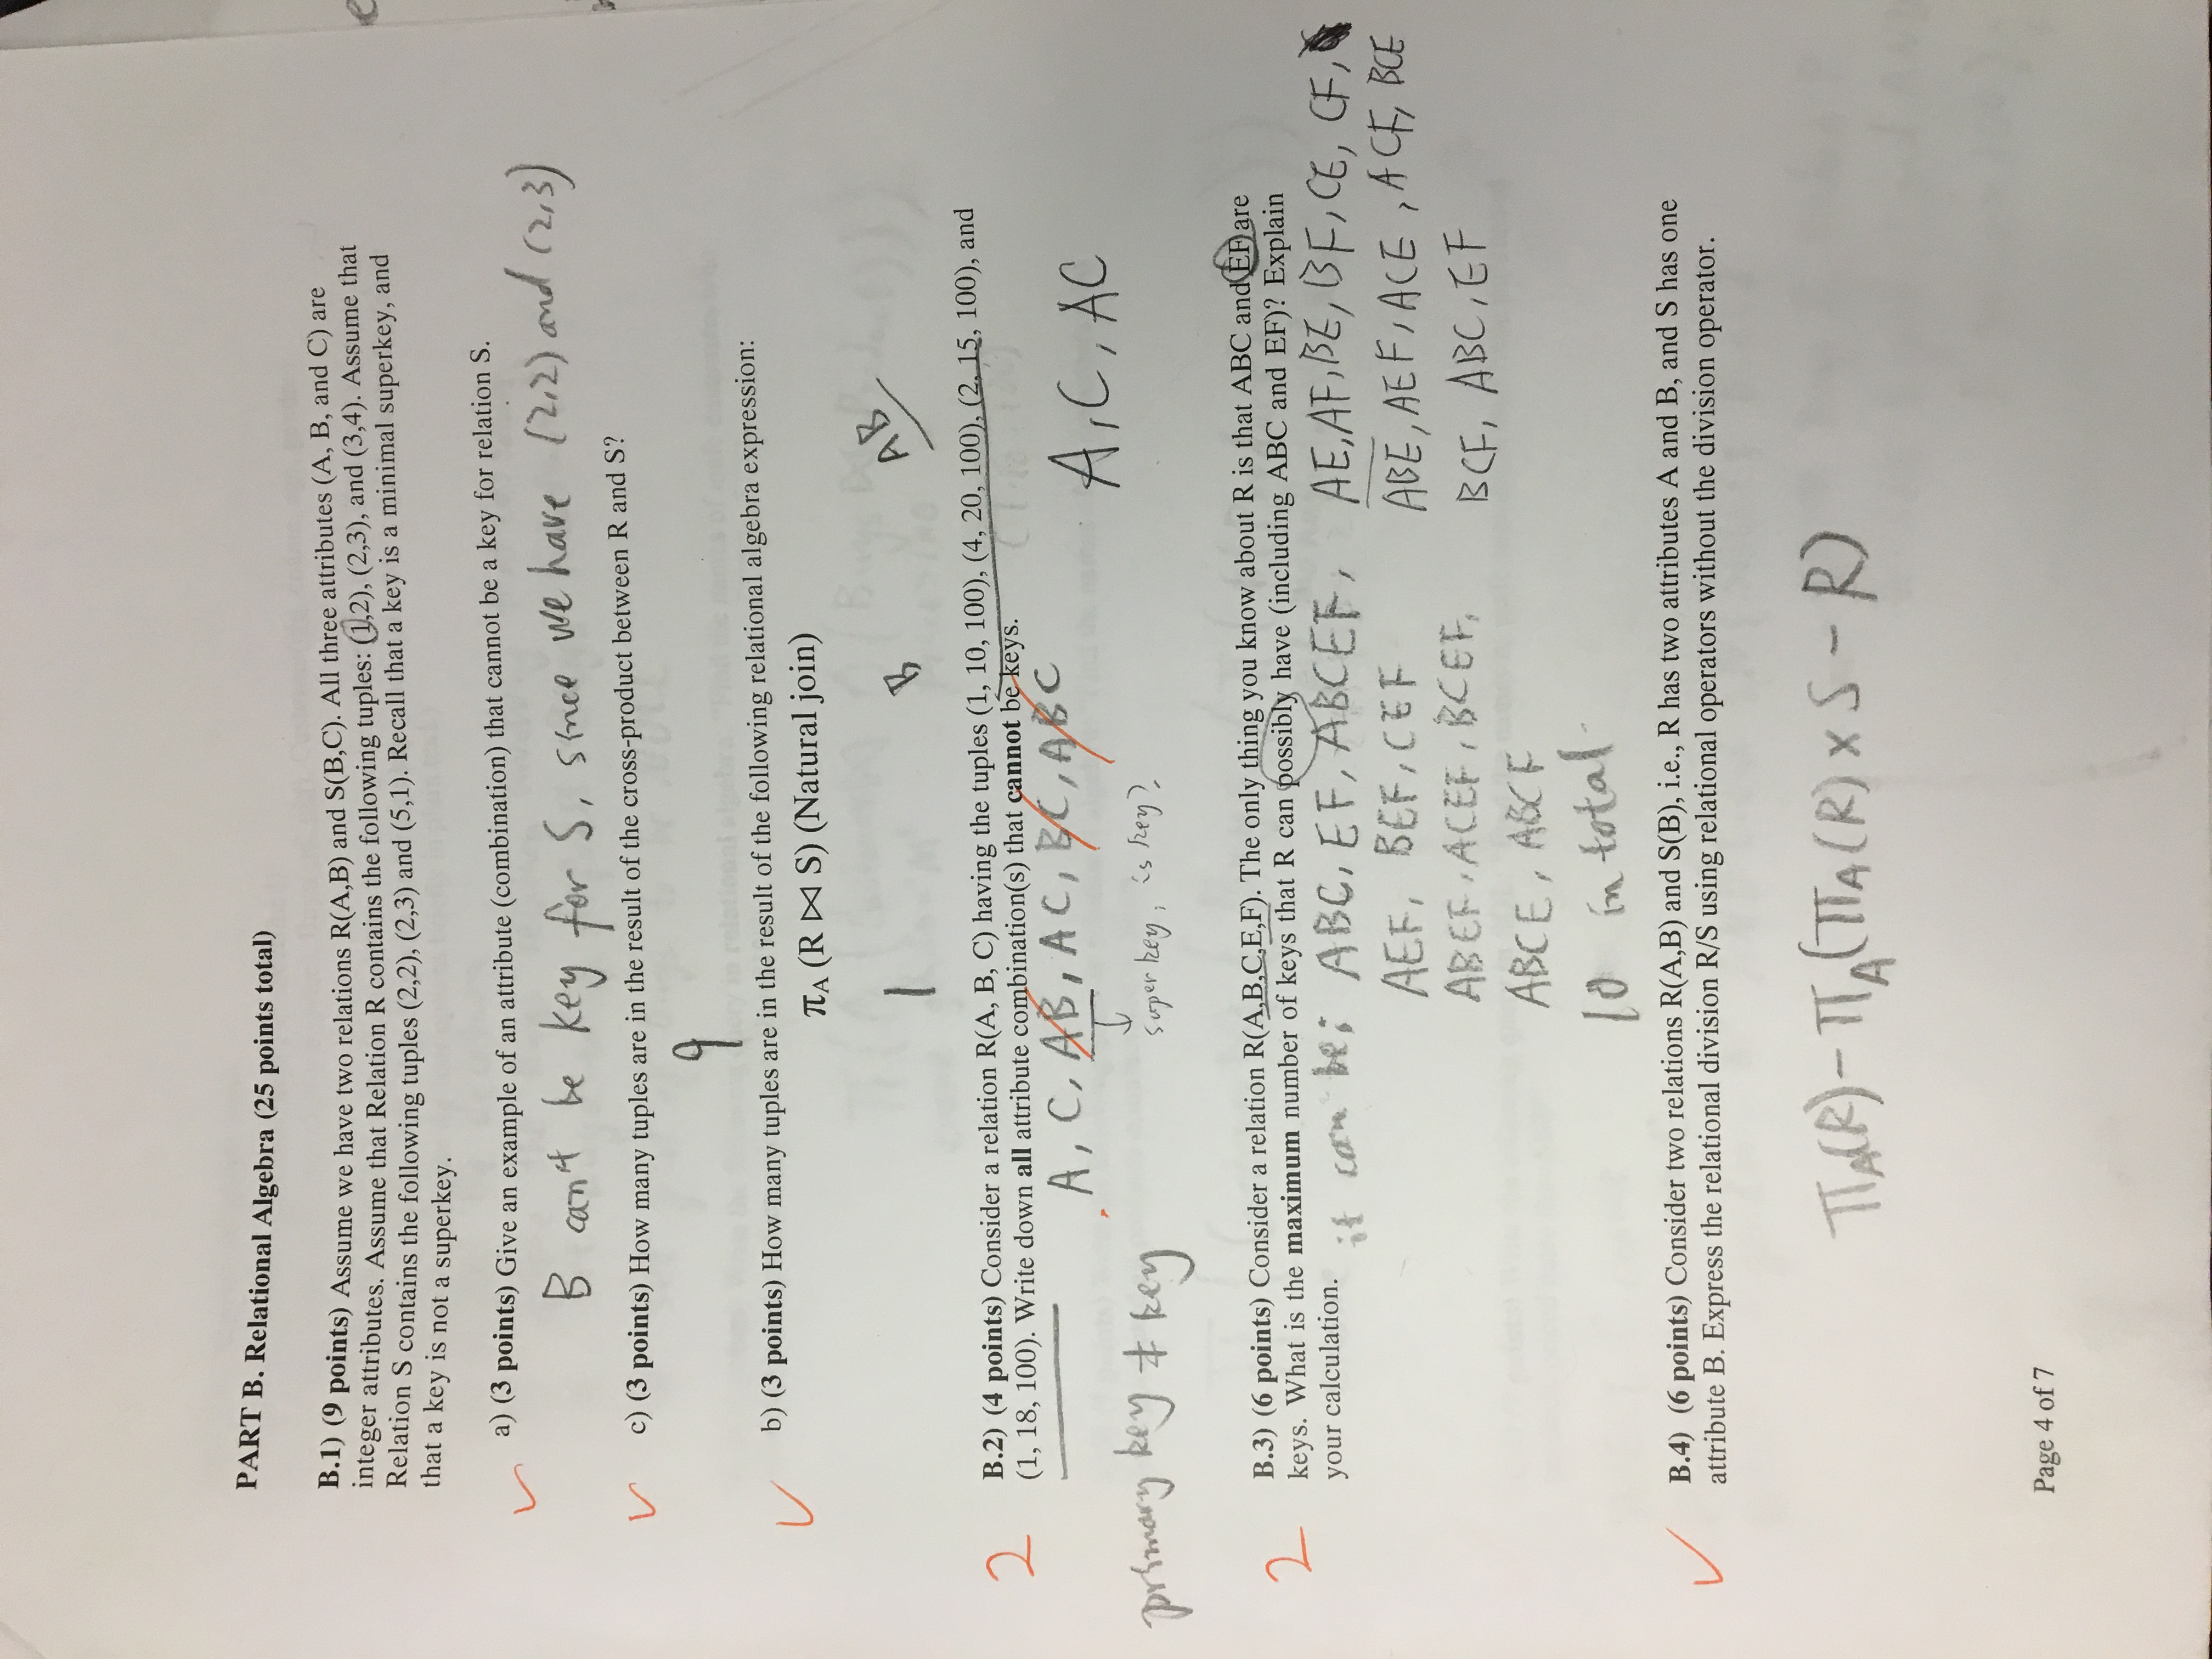 PART B. Relational Algebra (25 points total)
B.1) (9 points) Assume we have two relations R(A,B) and S(B,C). All three attributes (A, B, and C) are
integer attributes. Assume that Relation R contains the following tuples: (1,2), (2,3), and (3,4). Assume that
Relation S contains the following tuples (2,2), (2,3) and (5,1). Recall that a key is a minimal superkey, and
that a key is not a superkey.
a) (3 points) Give an example of an attribute (combination) that cannot be a key for relation S.
B can't be key for S, since we have (2,2) and (2,3)
c) (3 points) How many tuples are in the result of the cross-product between R and S?
9
b) (3 points) How many tuples are in the result of the following relational algebra expression:
πA (R ⋈ S) (Natural join)
1 B AB
2
B.2) (4 points) Consider a relation R(A, B, C) having the tuples (1, 10, 100), (4, 20, 100), (2, 15, 100), and
(1, 18, 100). Write down all attribute combination(s) that cannot be keys.
A, C, AB, AC, BC, ABC A, C, AC
primary key ≠ key
super key, is key?
2
B.3) (6 points) Consider a relation R(A,B,C,E,F). The only thing you know about R is that ABC and EF are
keys. What is the maximum number of keys that R can possibly have (including ABC and EF)? Explain
your calculation.
it can be: ABC, EF, ABCEF, AE, AF, BE, BF, CE, CF,
AEF, BEF, CEF ABE, AEF, ACE, ACF, BCE
ABEF, ACEF, BCEF, BCF, ABC, EF
ABCE, ABCF
10 in total.
B.4) (6 points) Consider two relations R(A,B) and S(B), i.e., R has two attributes A and B, and S has one
attribute B. Express the relational division R/S using relational operators without the division operator.
πA(R) - πA(πA(R) x S - R)
Page 4 of 7